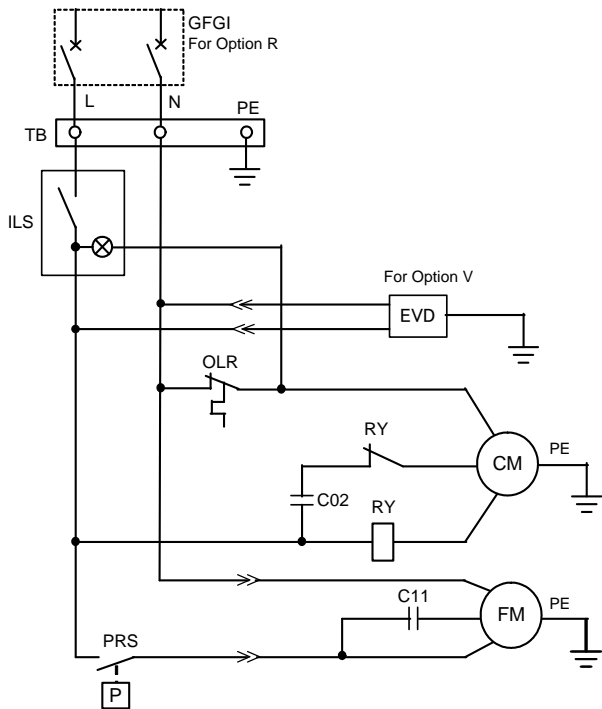 GFGI
For Option R
L
N
PE
TB
ILS
For Option V
EVD
OLR
RY
CM
PE
C02
RY
C11
FM
PE
PRS
P